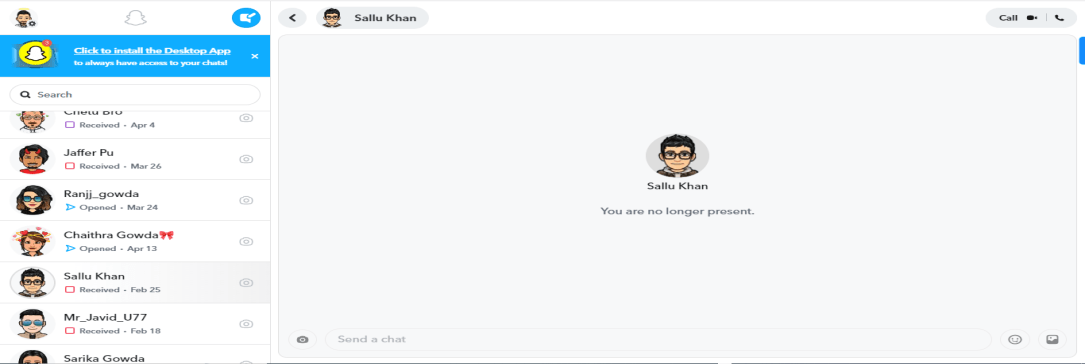 Click to install the Desktop App
to always have access to your chats!
Search
Chetu Bro
Received - Apr 4
Jaffer Pu
Received - Mar 26
Ranjj_gowda
Opened - Mar 24
Chaithra Gowda🎀
Opened - Apr 13
Sallu Khan
Received - Feb 25
Mr_Javid_U77
Received - Feb 18
Sarika Gowda
Sallu Khan
Call
Sallu Khan
You are no longer present.
Send a chat